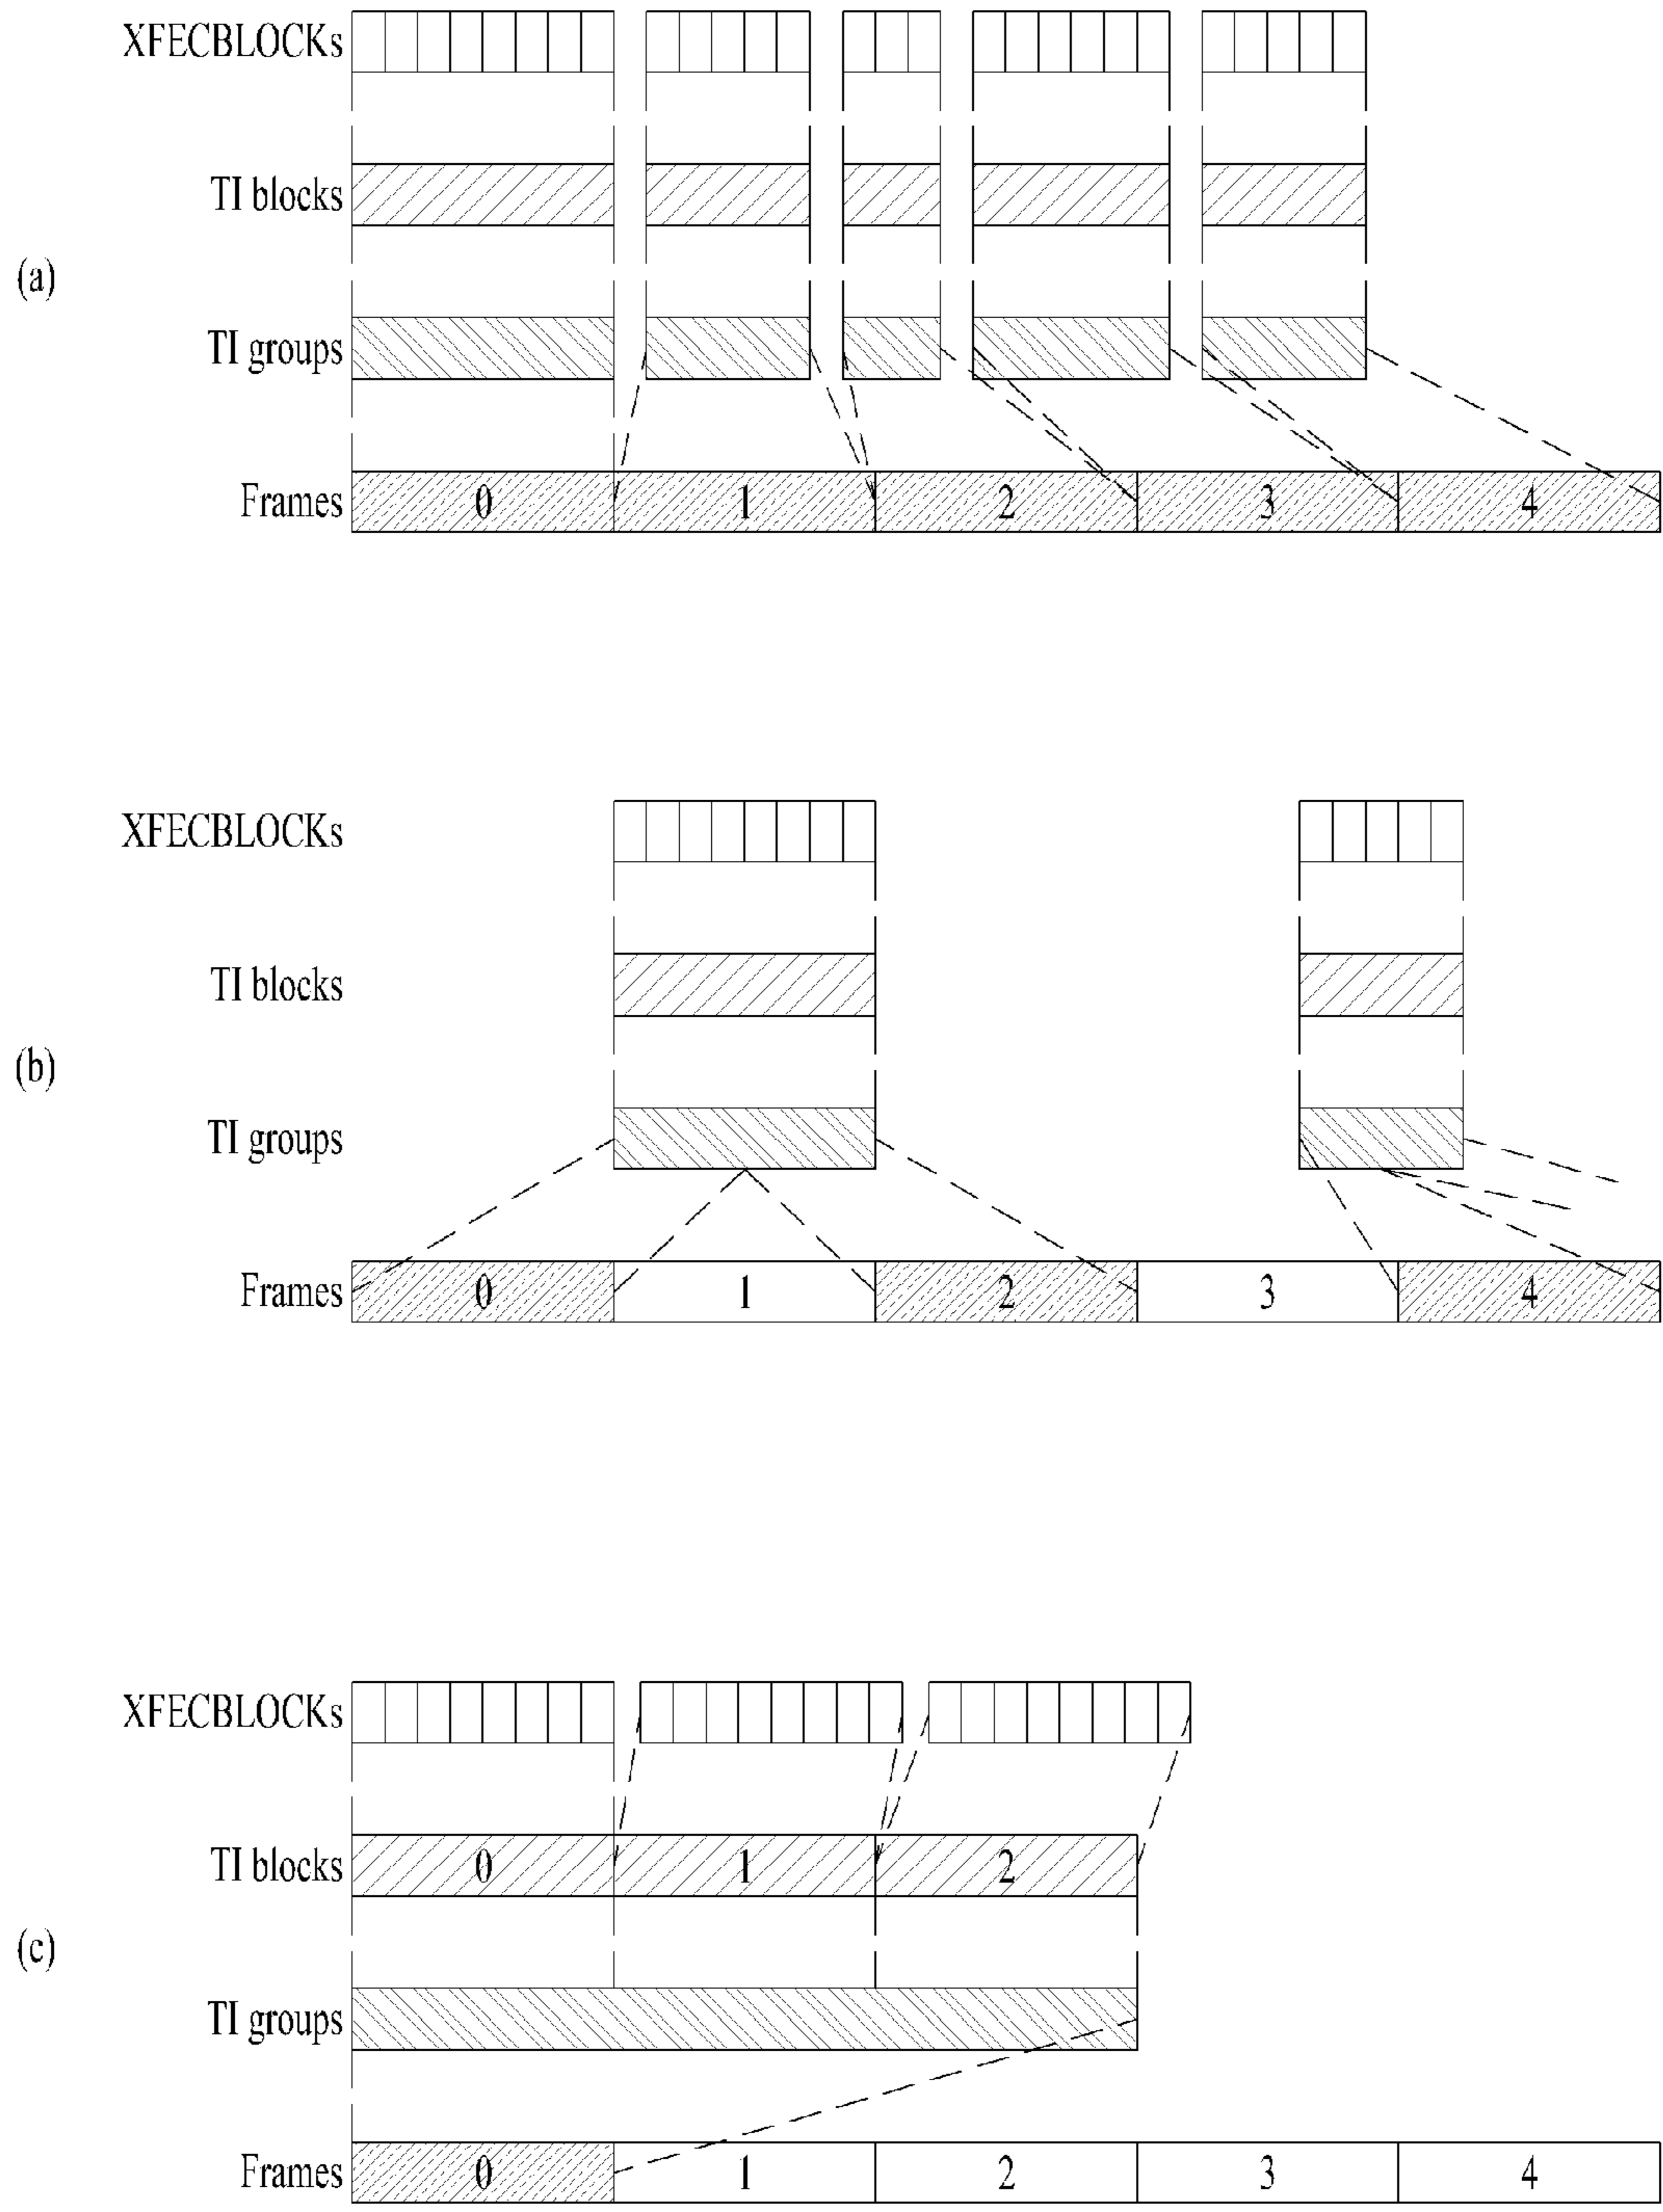 XFECBLOCKs
TI blocks
(a)
TI groups
Frames 0 1 2 3 4
XFECBLOCKs
TI blocks
(b)
TI groups
Frames 0 1 2 3 4
XFECBLOCKs
TI blocks 0 1 2
(c)
TI groups
Frames 0 1 2 3 4